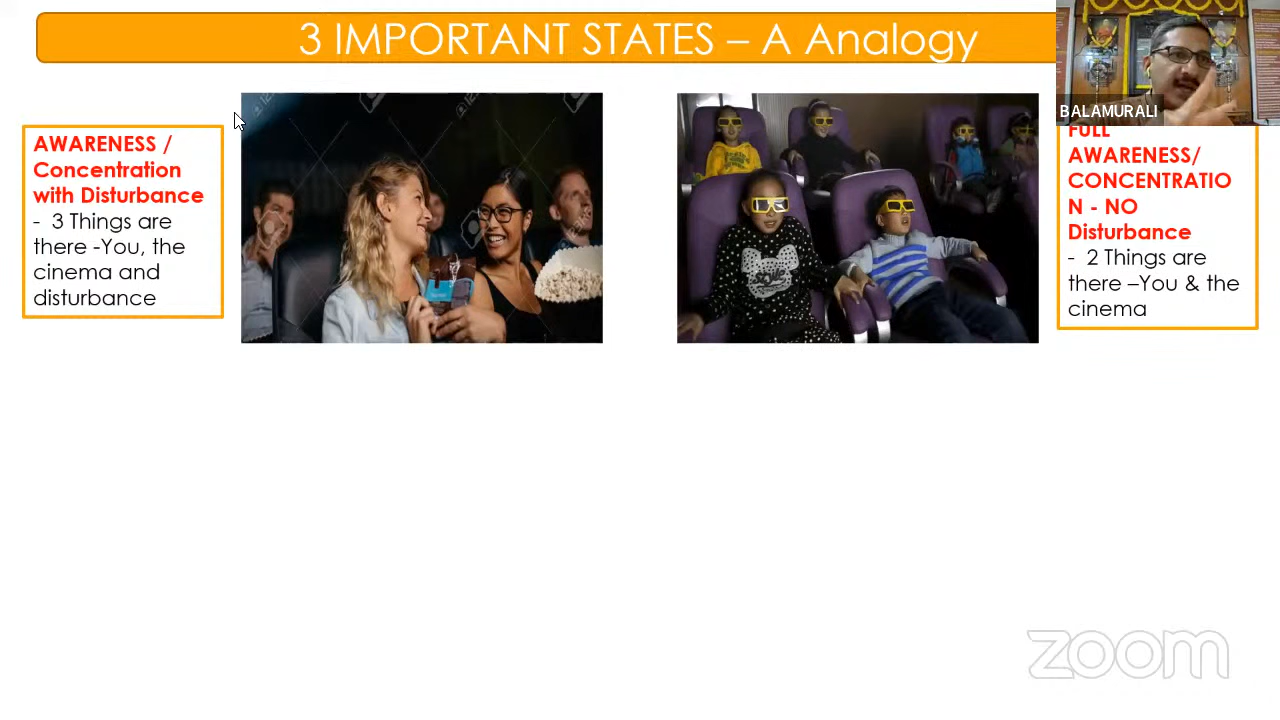 3 IMPORTANT STATES – A Analogy
AWARENESS /
Concentration
with Disturbance
- 3 Things are
there -You, the
cinema and
disturbance
BALAMURALI
FULL
AWARENESS/
CONCENTRATIO
N - NO
Disturbance
- 2 Things are
there –You & the
cinema
zoom